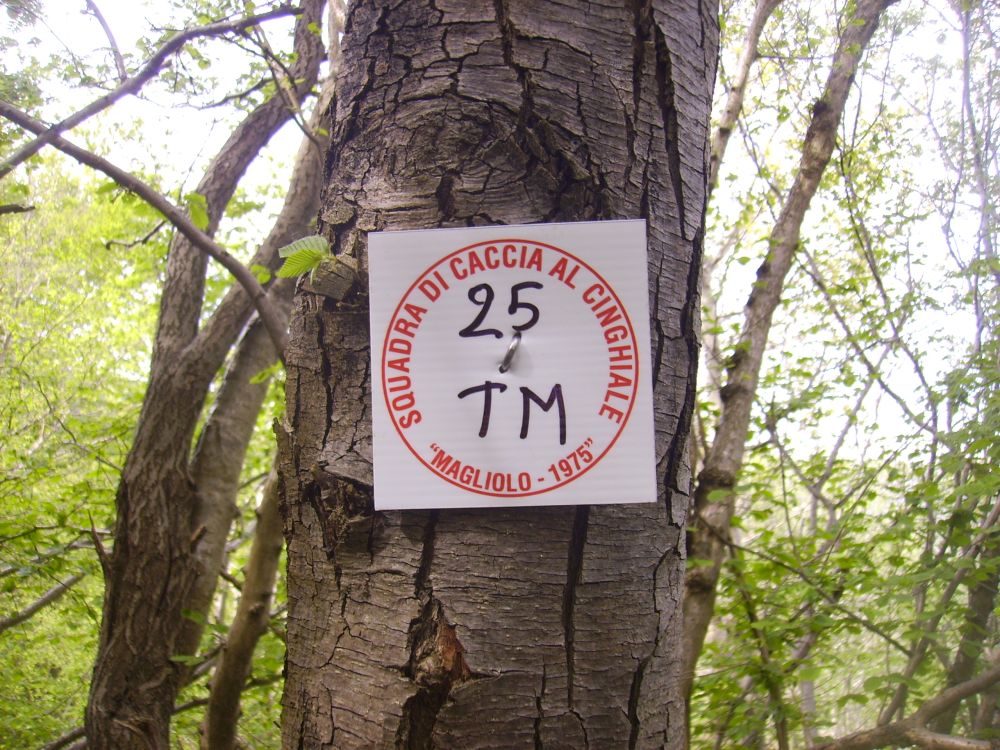 SQUADRA DI CACCIA AL CINGHIALE
25
TM
"MAGLIOLO - 1975"